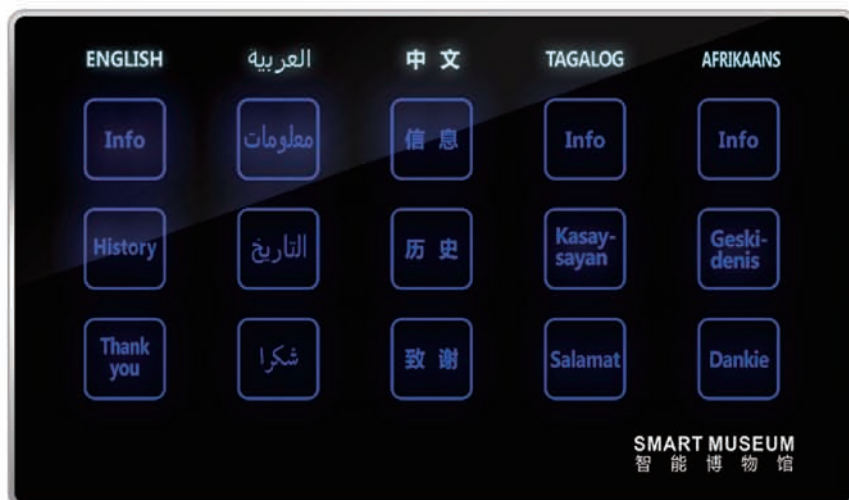 ENGLISH العربية 中文 TAGALOG AFRIKAANS
Info معلومات 信息 Info Info
History التاريخ 历史 Kasay-
sayan Geski-
denis
Thank
you شكرا 致谢 Salamat Dankie
SMART MUSEUM
智能博物馆